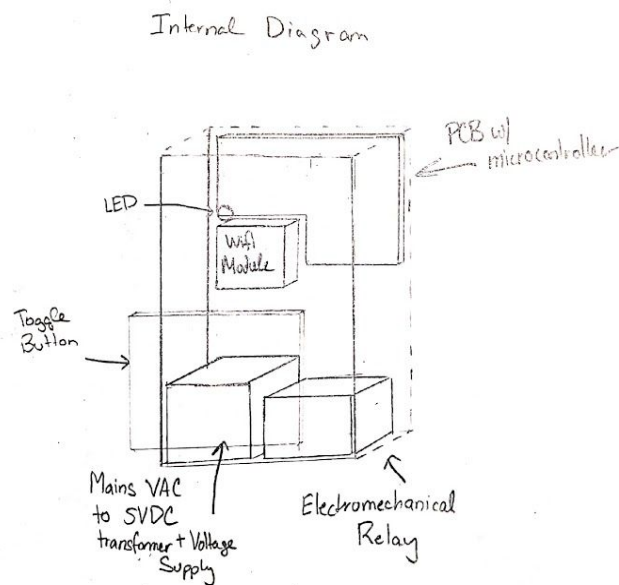 Internal Diagram
PCB w/
microcontroller
LED
Wifi
Module
Toggle
Button
Mains VAC
to 5VDC
transformer + Voltage
Supply
Electromechanical
Relay